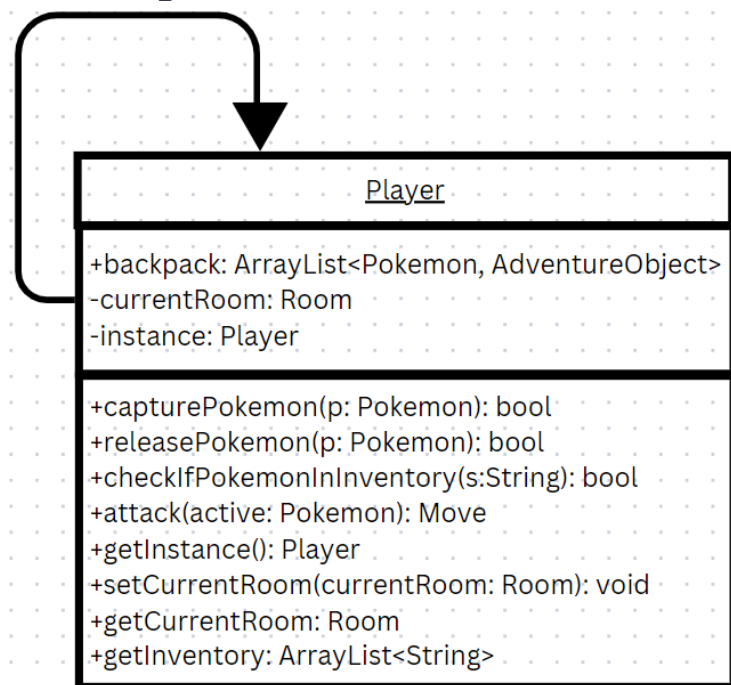 Player
+backpack: ArrayList<Pokemon, AdventureObject>
-currentRoom: Room
-instance: Player
+capturePokemon(p: Pokemon): bool
+releasePokemon(p: Pokemon): bool
+checkIfPokemonInInventory(s:String): bool
+attack(active: Pokemon): Move
+getInstance(): Player
+setCurrentRoom(currentRoom: Room): void
+getCurrentRoom: Room
+getInventory: ArrayList<String>